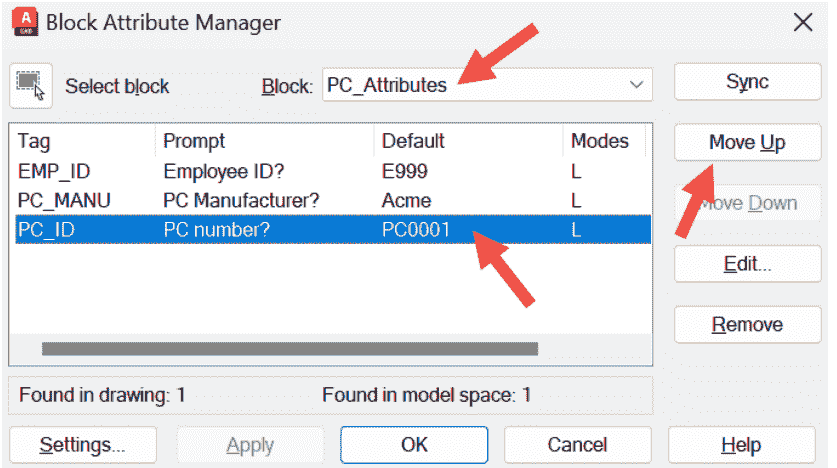 A CAD Block Attribute Manager
Select block Block: PC_Attributes Sync
Tag Prompt Default Modes Move Up
EMP_ID Employee ID? E999 L
PC_MANU PC Manufacturer? Acme L Move Down
PC_ID PC number? PC0001 L
Edit...
Remove
Found in drawing: 1 Found in model space: 1
Settings... Apply OK Cancel Help